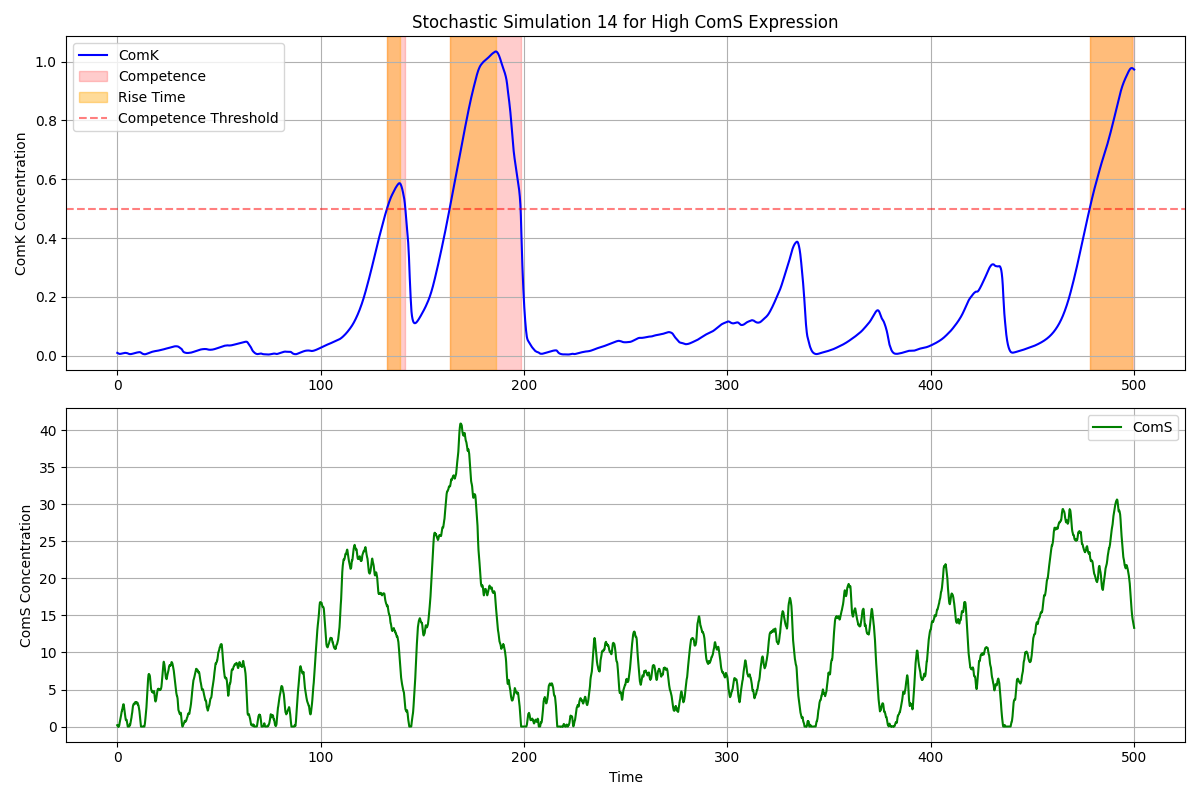 Stochastic Simulation 14 for High ComS Expression
ComK Concentration
1.0
0.8
0.6
0.4
0.2
0.0
ComK
Competence
Rise Time
Competence Threshold
0 100 200 300 400 500
ComS Concentration
40
35
30
25
20
15
10
5
0
ComS
0 100 200 300 400 500
Time